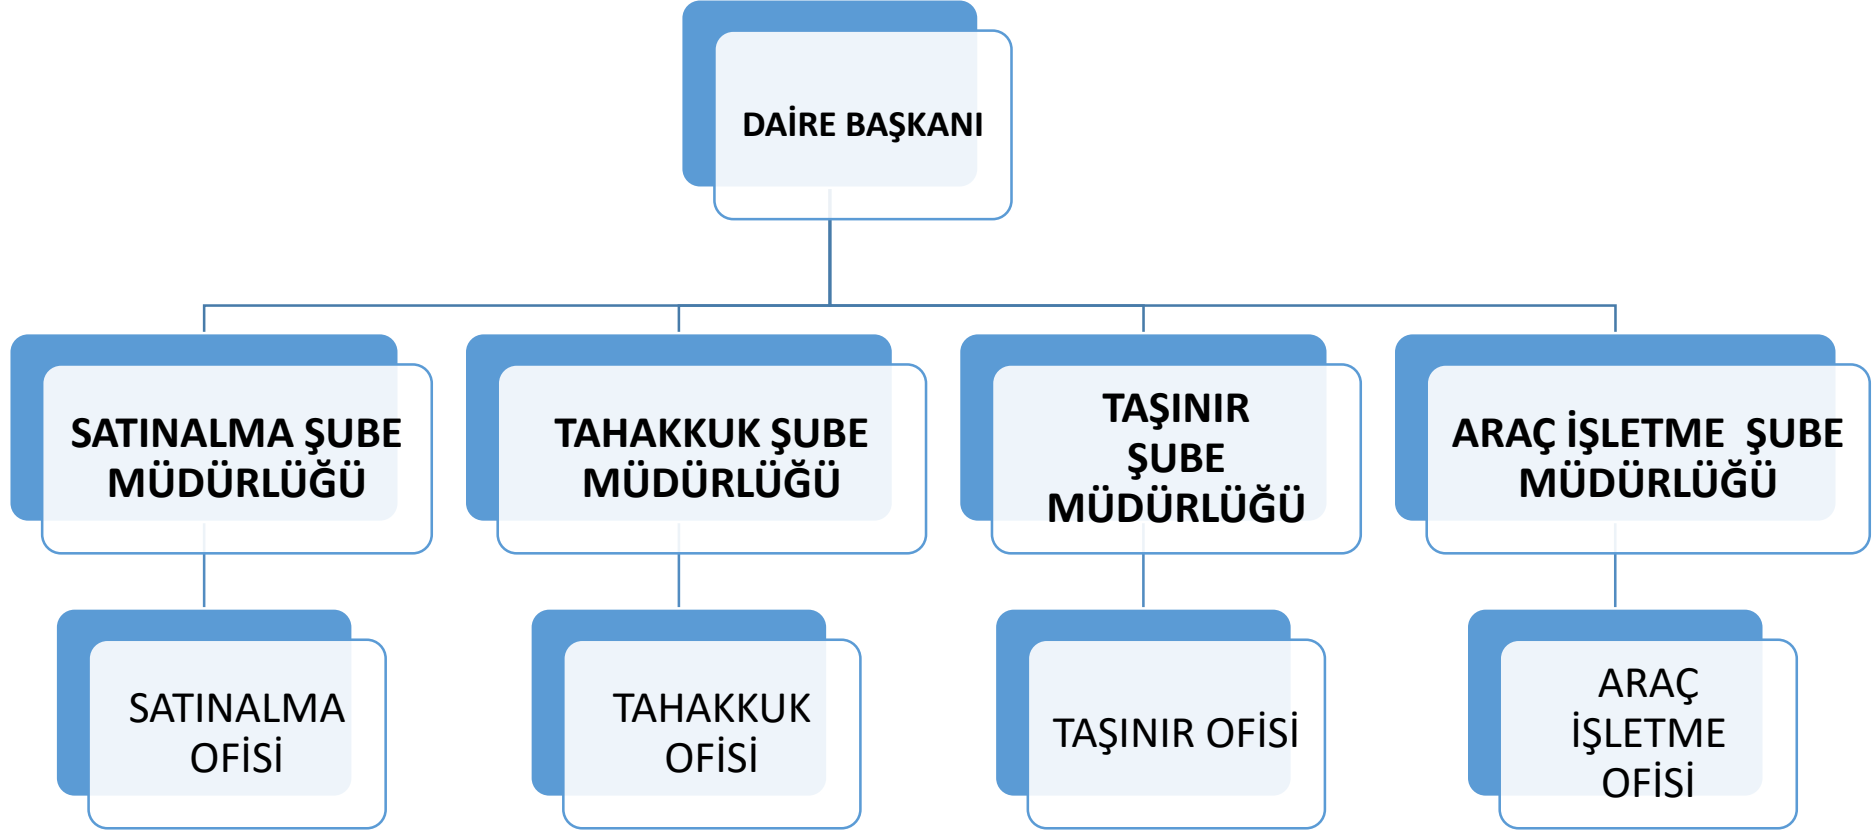 DAİRE BAŞKANI
SATINALMA ŞUBE
MÜDÜRLÜĞÜ
TAHAKKUK ŞUBE
MÜDÜRLÜĞÜ
TAŞINIR
ŞUBE
MÜDÜRLÜĞÜ
ARAÇ İŞLETME  ŞUBE
MÜDÜRLÜĞÜ
SATINALMA
OFİSİ
TAHAKKUK
OFİSİ
TAŞINIR OFİSİ
ARAÇ
İŞLETME
OFİSİ